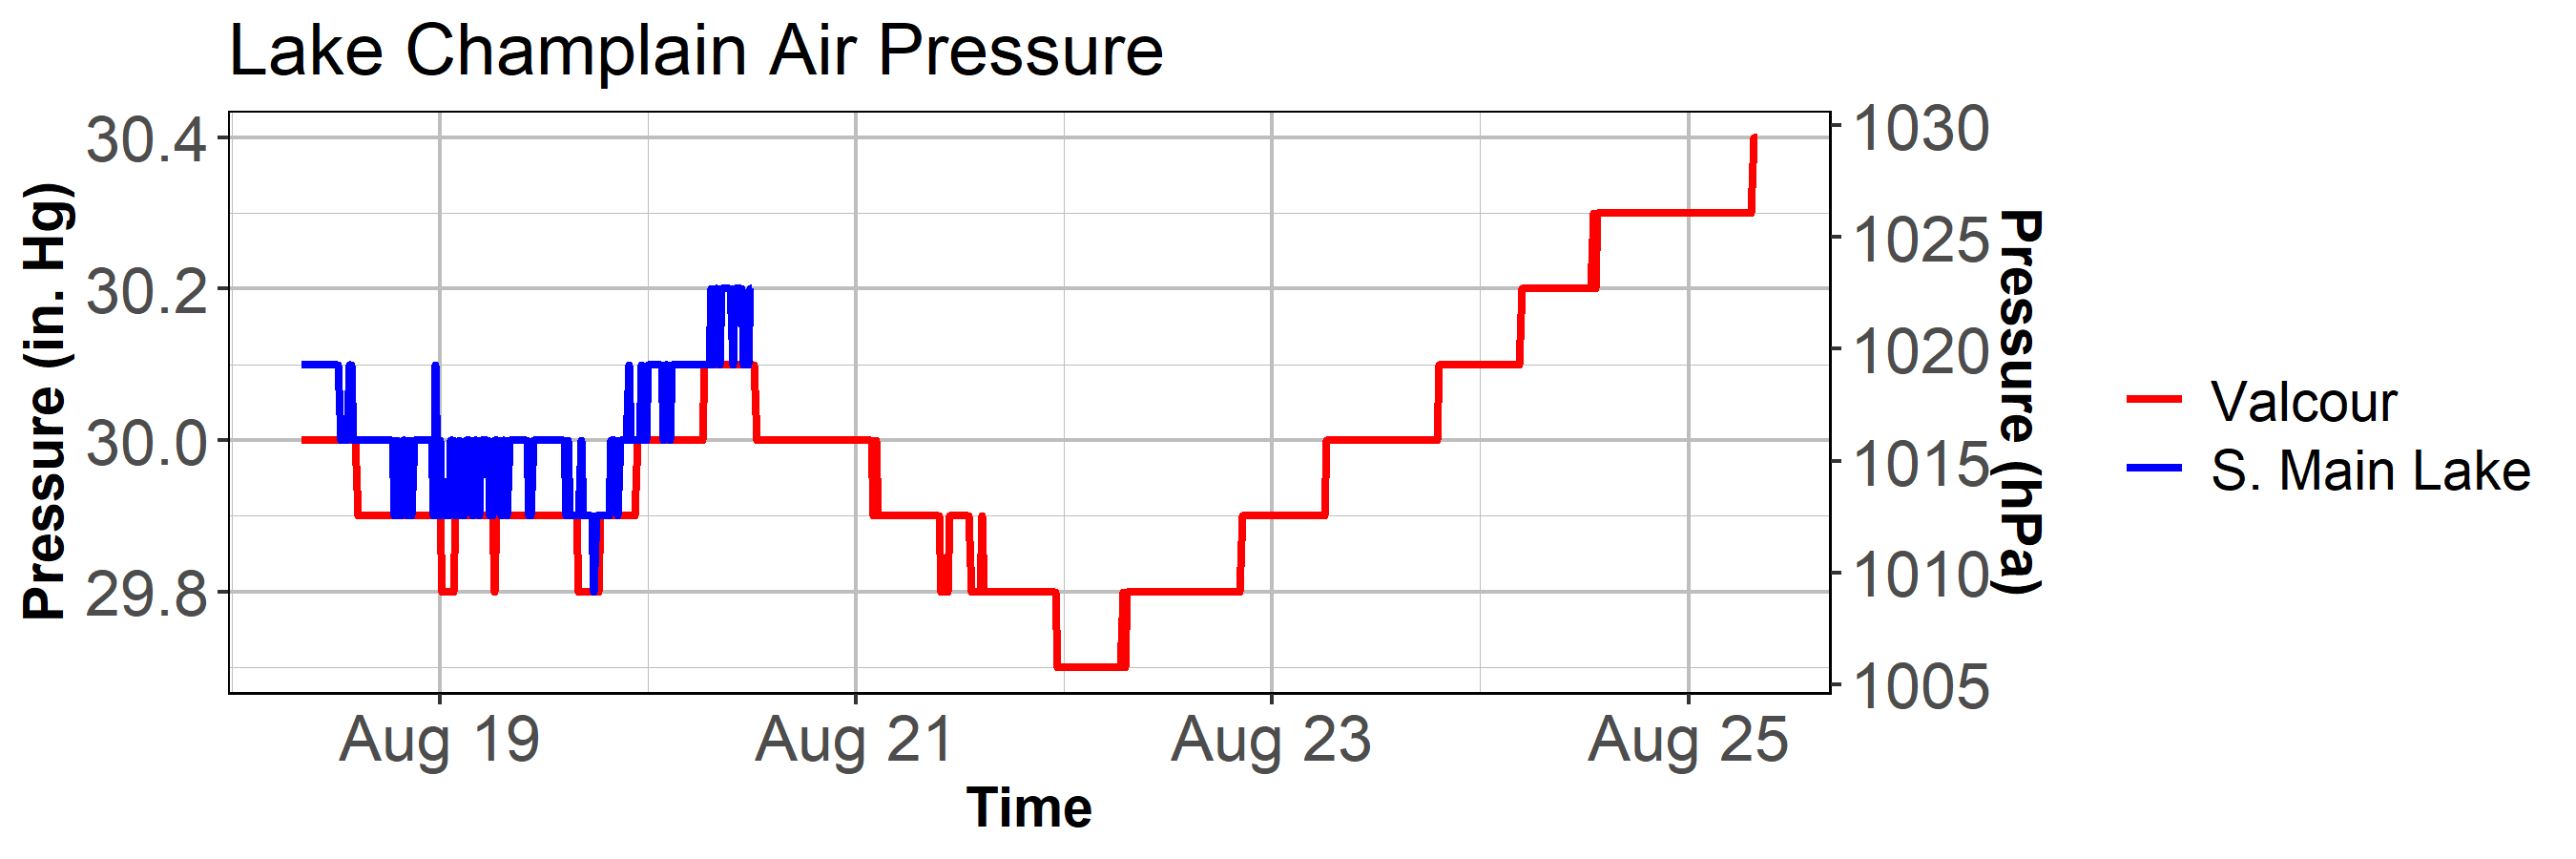 Lake Champlain Air Pressure
Pressure (in. Hg)
30.4
30.2
30.0
29.8
1030
1025
1020
1015
1010
1005
Pressure (hPa)
Aug 19
Aug 21
Aug 23
Aug 25
Time
Valcour
S. Main Lake